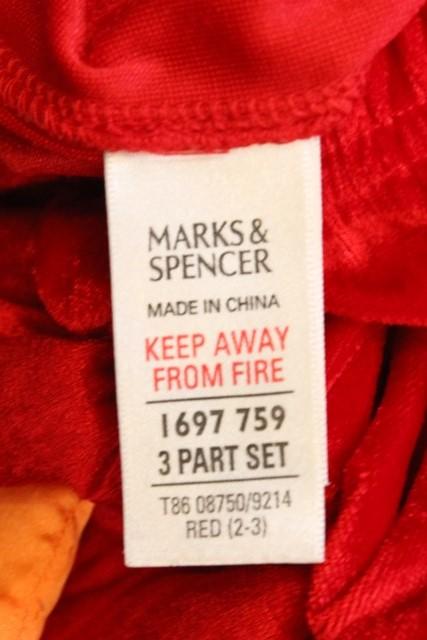 MARKS &
SPENCER
MADE IN CHINA
KEEP AWAY
FROM FIRE
1697 759
3 PART SET
T86 08750/9214
RED (2-3)